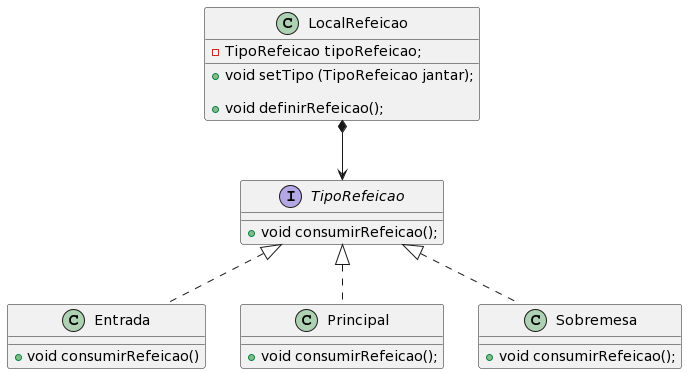 C LocalRefeicao
TipoRefeicao tipoRefeicao;
void setTipo (TipoRefeicao jantar);
void definirRefeicao();
I TipoRefeicao
void consumirRefeicao();
C Entrada
void consumirRefeicao()
C Principal
void consumirRefeicao();
C Sobremesa
void consumirRefeicao();